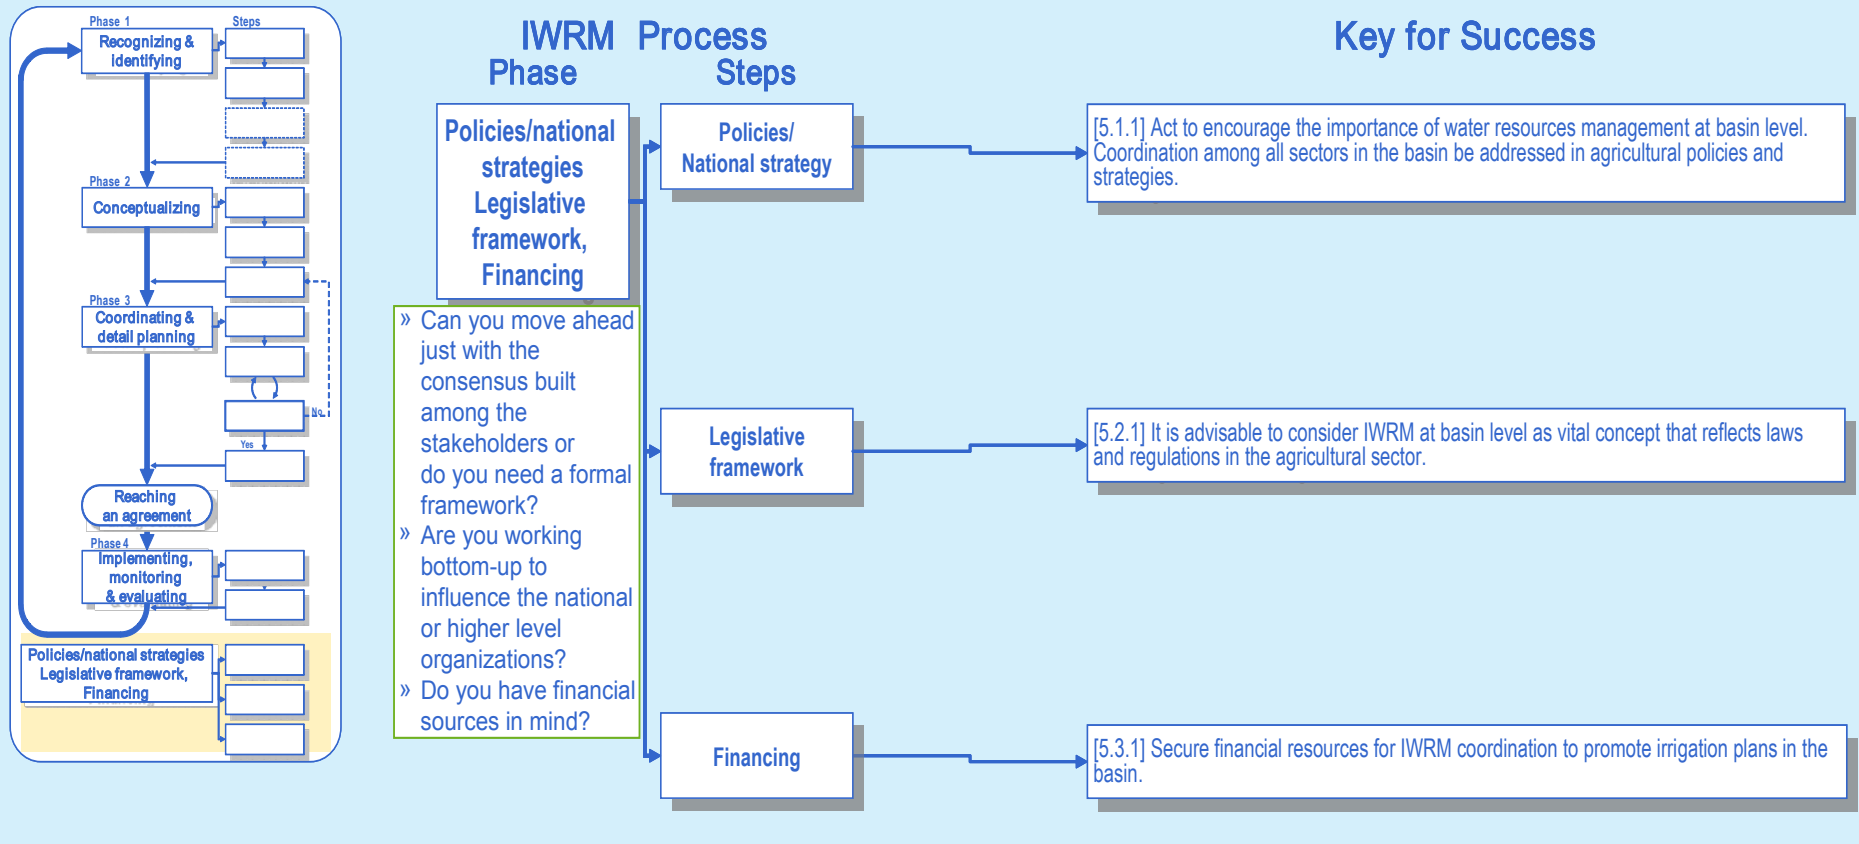 Phase 1
Steps
Recognizing &
identifying
Phase 2
Conceptualizing
Phase 3
Coordinating &
detail planning
No
Yes
Reaching
an agreement
Phase 4
Implementing,
monitoring
& evaluating
Policies/national strategies
Legislative framework,
Financing
IWRM Process
Phase
Steps
Key for Success
Policies/national
strategies
Legislative
framework,
Financing
» Can you move ahead
just with the
consensus built
among the
stakeholders or
do you need a formal
framework?
» Are you working
bottom-up to
influence the national
or higher level
organizations?
» Do you have financial
sources in mind?
Policies/
National strategy
[5.1.1] Act to encourage the importance of water resources management at basin level.
Coordination among all sectors in the basin be addressed in agricultural policies and
strategies.
Legislative
framework
[5.2.1] It is advisable to consider IWRM at basin level as vital concept that reflects laws
and regulations in the agricultural sector.
Financing
[5.3.1] Secure financial resources for IWRM coordination to promote irrigation plans in the
basin.